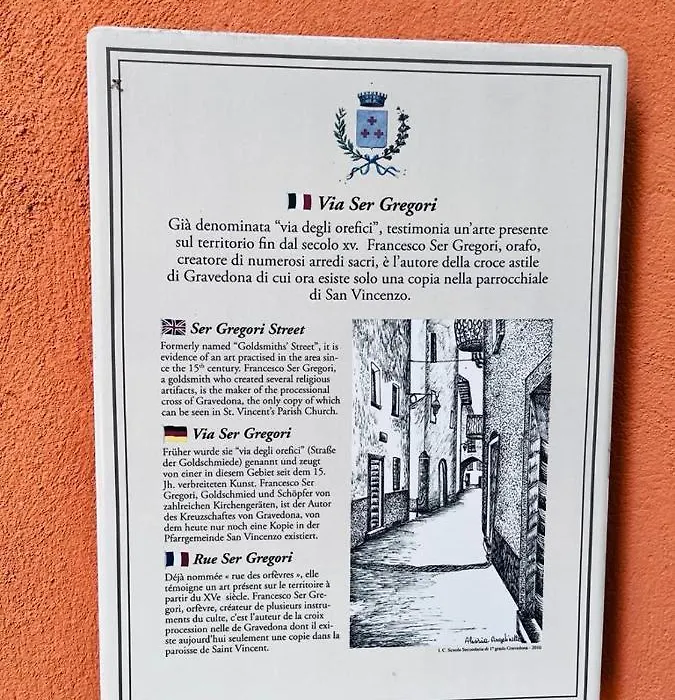 Via Ser Gregori
Già denominata “via degli orefici”, testimonia un’arte presente
sul territorio fin dal secolo xv. Francesco Ser Gregori, orafo,
creatore di numerosi arredi sacri, è l’autore della croce astile
di Gravedona di cui ora esiste solo una copia nella parrocchiale
di San Vincenzo.
Ser Gregori Street
Formerly named “Goldsmiths’ Street”, it is
evidence of an art practised in the area sin-
ce the 15th century. Francesco Ser Gregori,
a goldsmith who created several religious
artifacts, is the maker of the processional
cross of Gravedona, the only copy of which
can be seen in St. Vincent’s Parish Church.
Via Ser Gregori
Früher wurde sie “via degli orefici” (Straße
der Goldschmiede) genannt und zeugt
von einer in diesem Gebiet seit dem 15.
Jh. verbreiteten Kunst. Francesco Ser
Gregori, Goldschmied und Schöpfer von
zahlreichen Kirchengeräten, ist der Autor
des Kreuzschaftes von Gravedona, von
dem heute nur noch eine Kopie in der
Pfarrgemeinde San Vincenzo existiert.
Rue Ser Gregori
Déjà nommée « rue des orfèvres », elle
témoigne un art présent sur le territoire à
partir du XVe siècle. Francesco Ser Gre-
gori, orfèvre, créateur de plusieurs instru-
ments du culte, c’est l’auteur de la croix
procession nelle de Gravedona dont il exi-
ste aujourd’hui seulement une copie dans la
paroisse de Saint Vincent.
I. C. Scuola Secondaria di 1° grado Gravedona - 2010